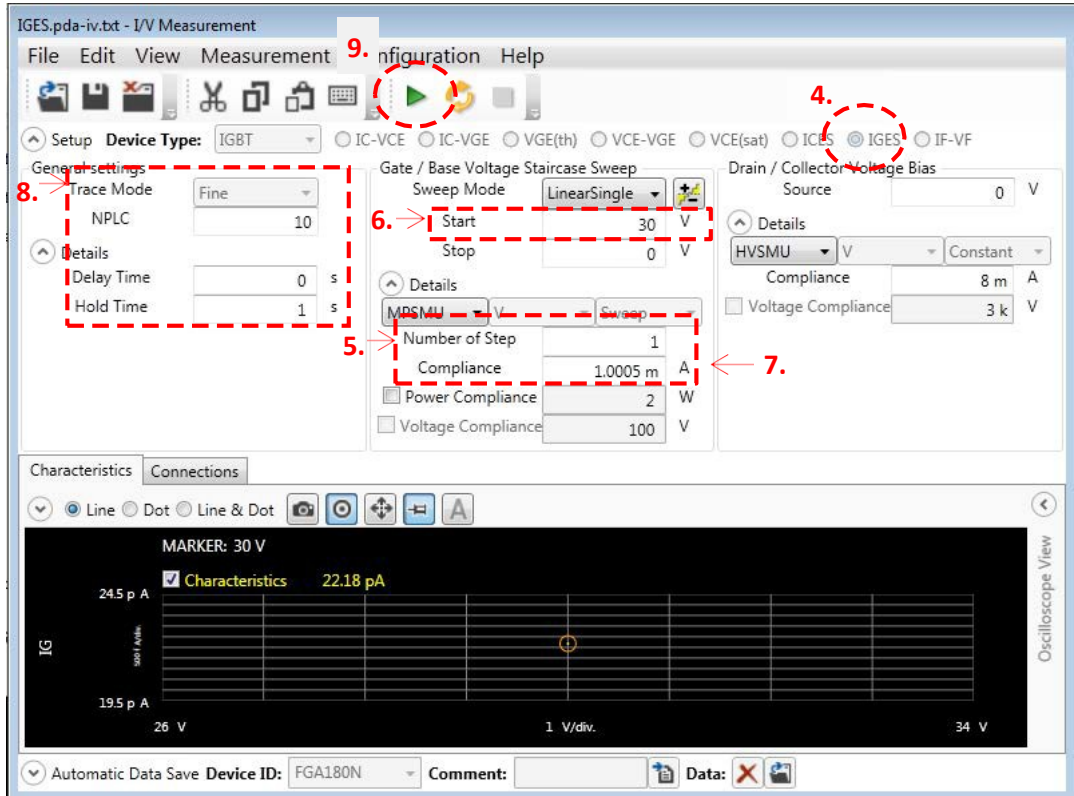 IGES.pda-iv.txt - I/V Measurement
File Edit View Measurement 9. nfiguration Help
4.
Setup Device Type: IGBT IC-VCE IC-VGE VGE(th) VCE-VGE VCE(sat) ICES IGES IF-VF
General settings Gate / Base Voltage Staircase Sweep Drain / Collector Voltage Bias
8. Trace Mode Fine Sweep Mode LinearSingle Source 0 V
NPLC 10 6. Start 30 V Details
Details Stop 0 V HVSMU V Constant
Delay Time 0 s Details Compliance 8 m A
Hold Time 1 s MPSMU V Sweep Voltage Compliance 3 k V
5. Number of Step 1
Compliance 1.0005 m A 7.
Power Compliance 2 W
Voltage Compliance 100 V
Characteristics Connections
Line Dot Line & Dot A
MARKER: 30 V
Characteristics 22.18 pA
24.5 p A
IG
500 f A/div.
19.5 p A
26 V 1 V/div. 34 V
Oscilloscope View
Automatic Data Save Device ID: FGA180N Comment: Data: